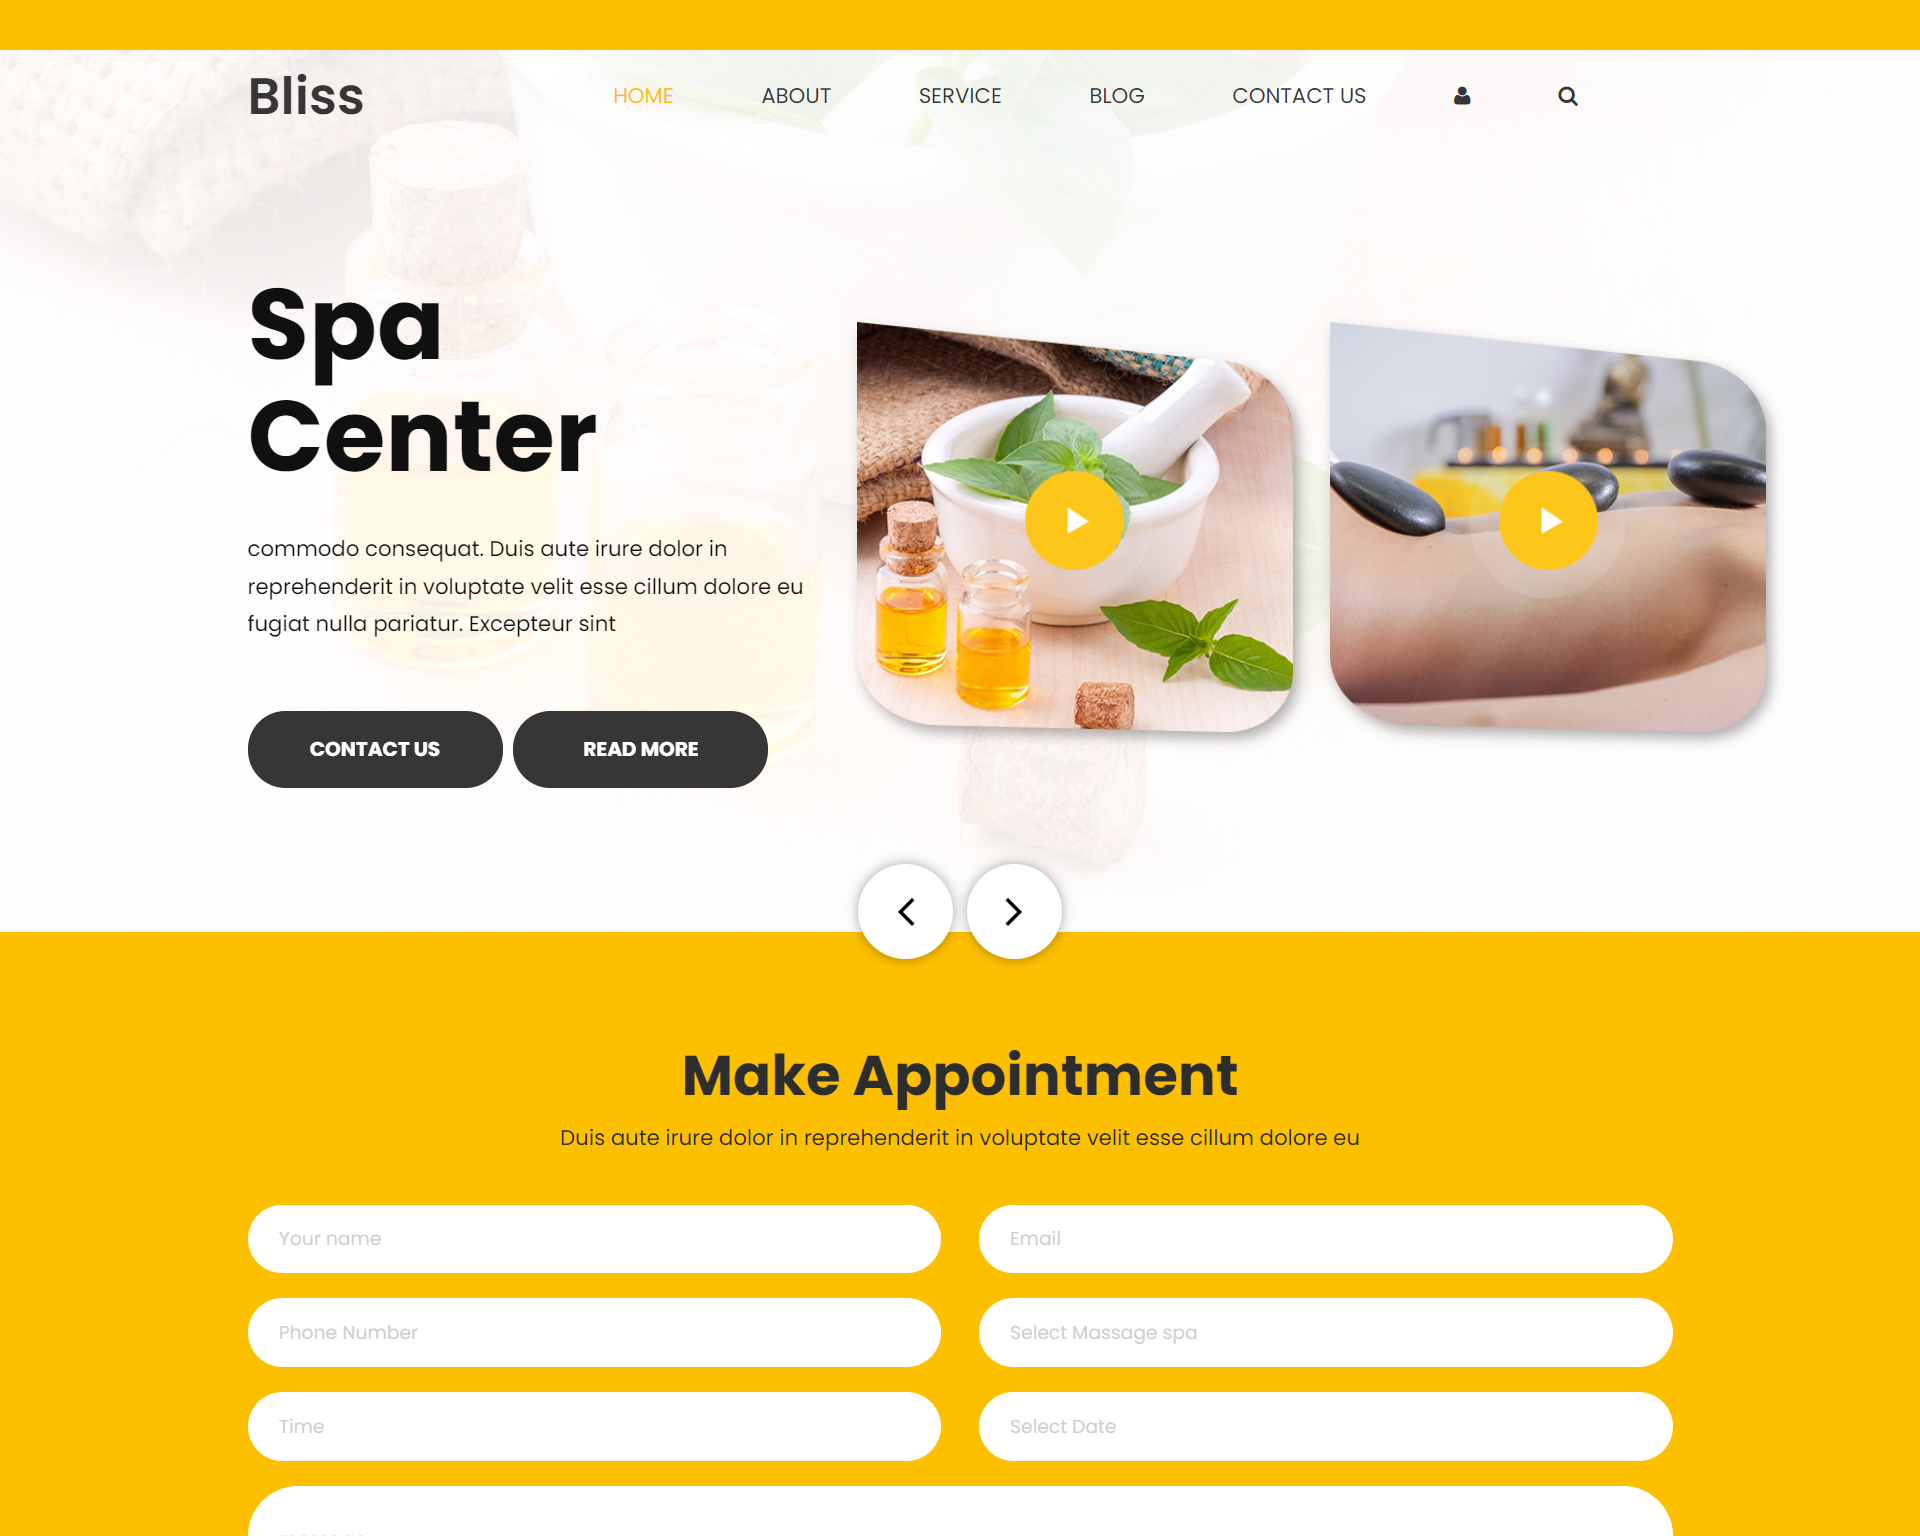 Bliss
HOME ABOUT SERVICE BLOG CONTACT US
Spa
Center
commodo consequat. Duis aute irure dolor in
reprehenderit in voluptate velit esse cillum dolore eu
fugiat nulla pariatur. Excepteur sint
CONTACT US READ MORE
Make Appointment
Duis aute irure dolor in reprehenderit in voluptate velit esse cillum dolore eu
Your name Email
Phone Number Select Massage spa
Time Select Date